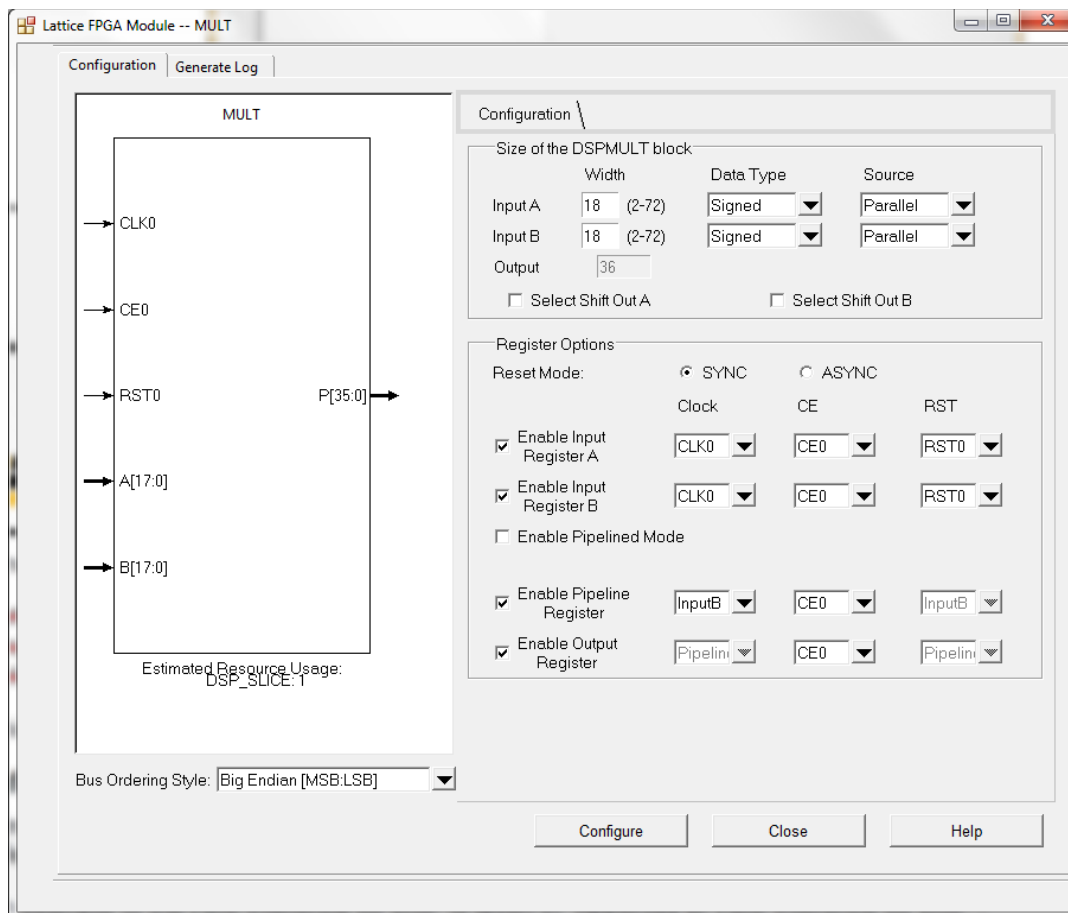 Lattice FPGA Module -- MULT
Configuration Generate Log
MULT
CLK0
CE0
RST0 P[35:0]
A[17:0]
B[17:0]
Estimated Resource Usage:
DSP_SLICE: 1
Bus Ordering Style: Big Endian [MSB:LSB]
Configuration
Size of the DSPMULT block
Width Data Type Source
Input A 18 (2-72) Signed Parallel
Input B 18 (2-72) Signed Parallel
Output 36
Select Shift Out A Select Shift Out B
Register Options
Reset Mode: SYNC ASYNC
Clock CE RST
Enable Input
Register A CLK0 CE0 RST0
Enable Input
Register B CLK0 CE0 RST0
Enable Pipelined Mode
Enable Pipeline
Register InputB CE0 InputB
Enable Output
Register Pipelin CE0 Pipelin
Configure Close Help